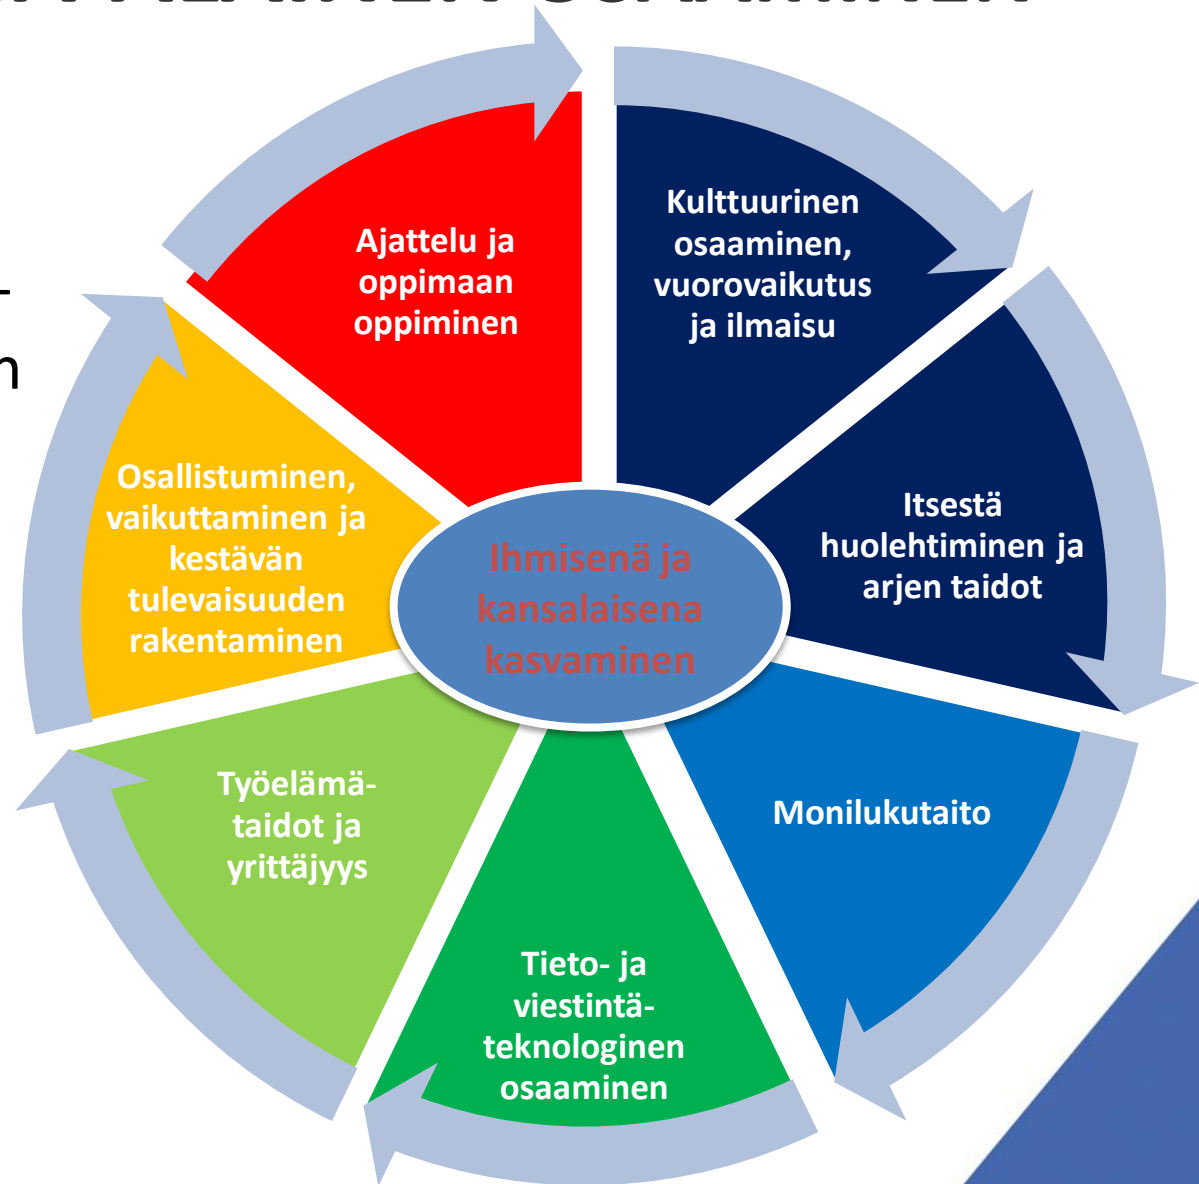 Ajattelu ja
oppimaan
oppiminen
Kulttuurinen
osaaminen,
vuorovaikutus
ja ilmaisu
Itsestä
huolehtiminen ja
arjen taidot
Monilukutaito
Tieto- ja
viestintä-
teknologinen
osaaminen
Työelämä-
taidot ja
yrittäjyys
Osallistuminen,
vaikuttaminen ja
kestävän
tulevaisuuden
rakentaminen
Ihmisenä ja
kansalaisena
kasvaminen